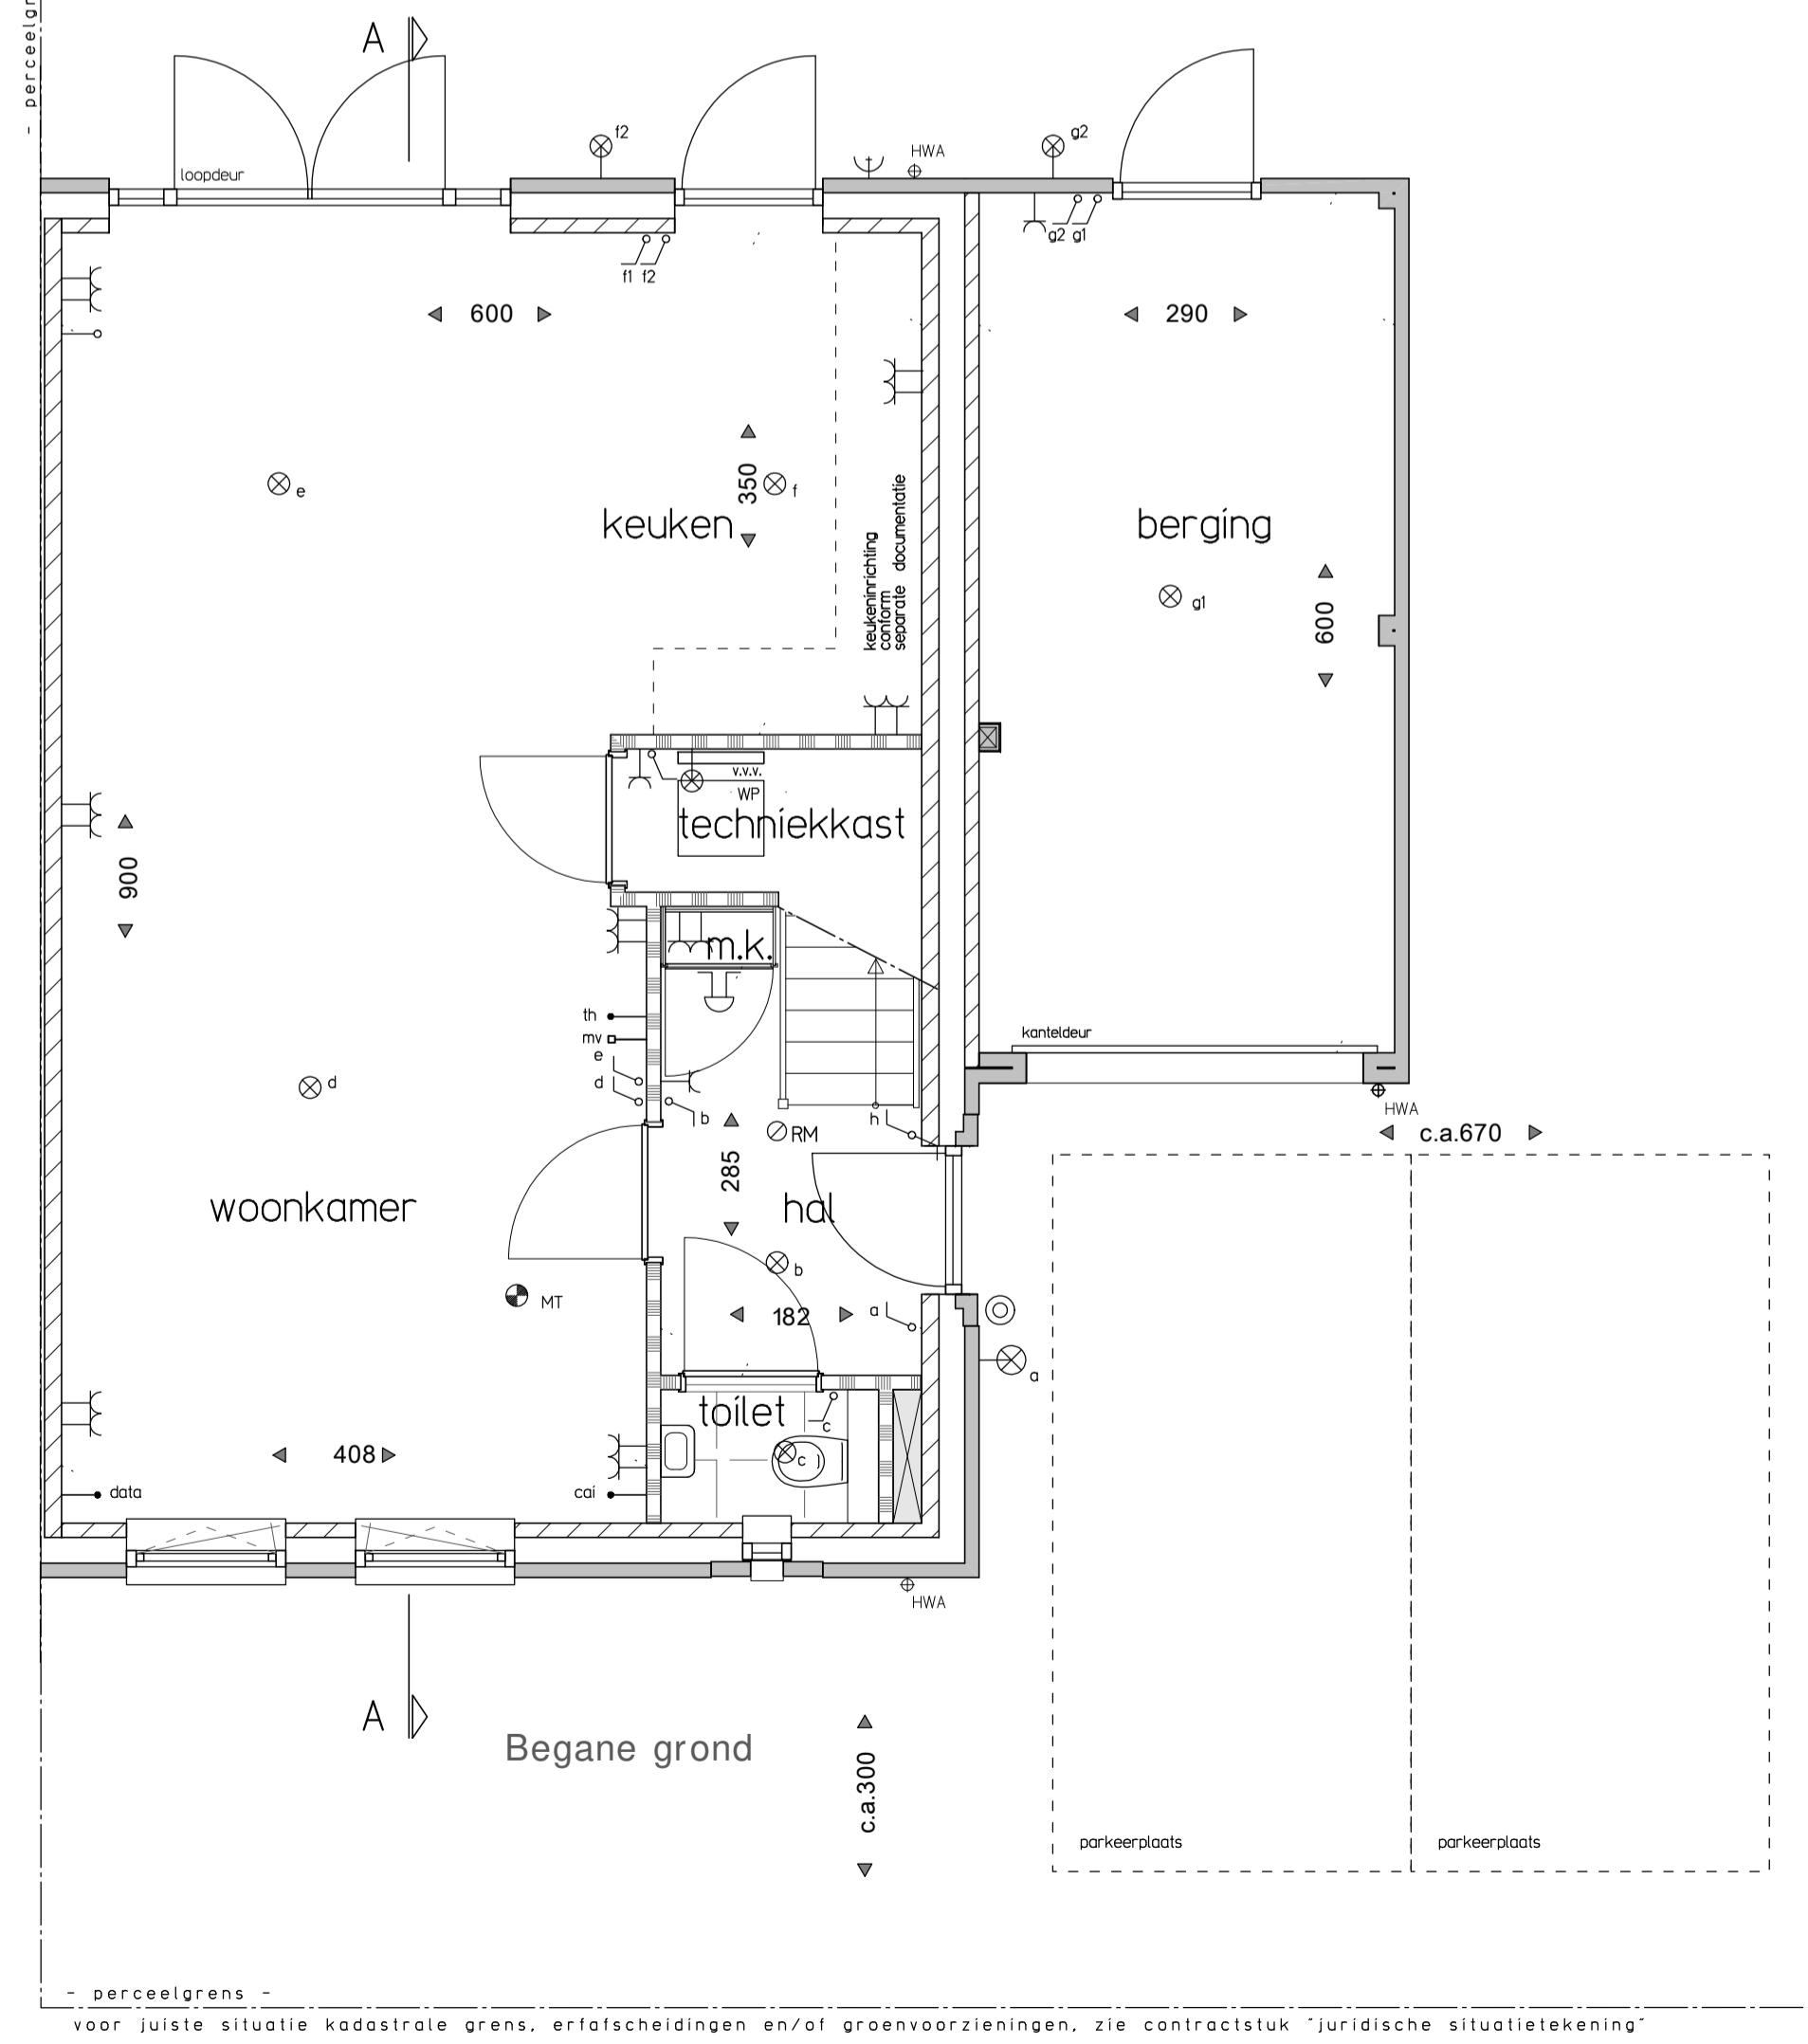 - perceelgr
A
f2
g2
HWA
loopdeur
g2 g1
f1 f2
600
290
e
350
f
keuken
berging
keukeninrichting
conform
separate documentatie
g1
600
v.v.v.
WP
techniekkast
900
m.k.
th
mv
e
d
d
b
h
RM
HWA
c.a.670
285
woonkamer
hal
b
MT
182
a
a
toilet
c
c
408
data
cai
HWA
A
Begane grond
c.a.300
parkeerplaats
parkeerplaats
- perceelgrens -
voor juiste situatie kadastrale grens, erfafscheidingen en/of groenvoorzieningen, zie contractstuk "juridische situatietekening"